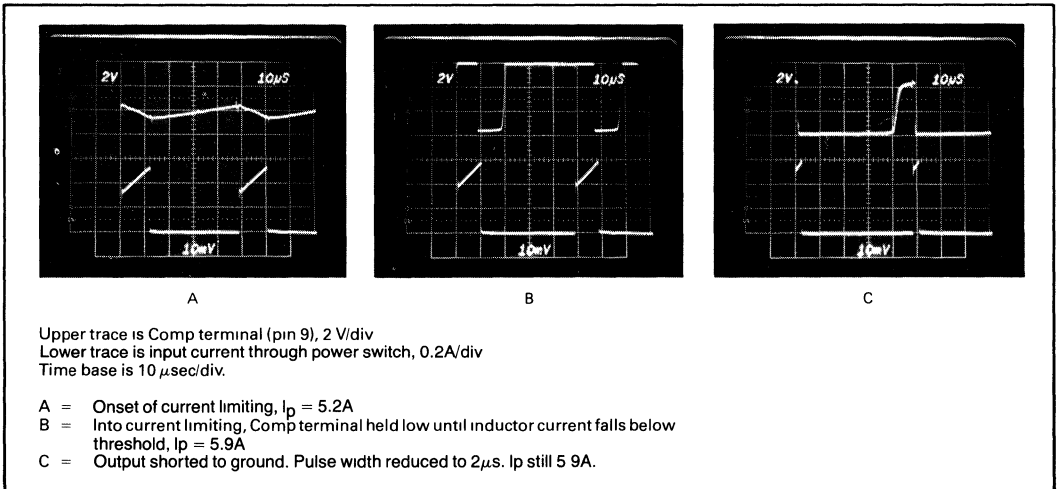 2V 10µS
10mV
2V 10µS
10mV
2V. 10µS
10mV
A B C
Upper trace is Comp terminal (pin 9), 2 V/div
Lower trace is input current through power switch, 0.2A/div
Time base is 10 µsec/div.
A = Onset of current limiting, Ip = 5.2A
B = Into current limiting, Comp terminal held low until inductor current falls below
threshold, Ip = 5.9A
C = Output shorted to ground. Pulse width reduced to 2µs. Ip still 5 9A.